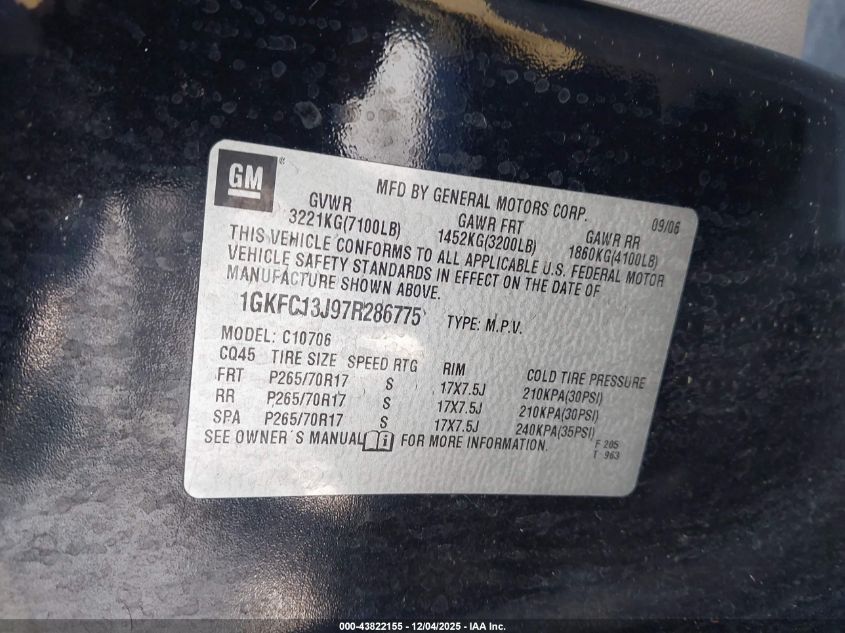 GM ®
MFD BY GENERAL MOTORS CORP. 09/06
GVWR GAWR FRT GAWR RR
3221KG(7100LB) 1452KG(3200LB) 1860KG(4100LB)
THIS VEHICLE CONFORMS TO ALL APPLICABLE U.S. FEDERAL MOTOR
VEHICLE SAFETY STANDARDS IN EFFECT ON THE DATE OF
MANUFACTURE SHOWN ABOVE.
1GKFC13J97R286775 TYPE: M.P.V.
MODEL: C10706
CQ45 TIRE SIZE SPEED RTG RIM COLD TIRE PRESSURE
FRT P265/70R17 S 17X7.5J 210KPA(30PSI)
RR P265/70R17 S 17X7.5J 210KPA(30PSI)
SPA P265/70R17 S 17X7.5J 240KPA(35PSI)
SEE OWNER'S MANUAL i FOR MORE INFORMATION.
F 205
T 963
000-43822155 - 12/04/2025 - IAA Inc.